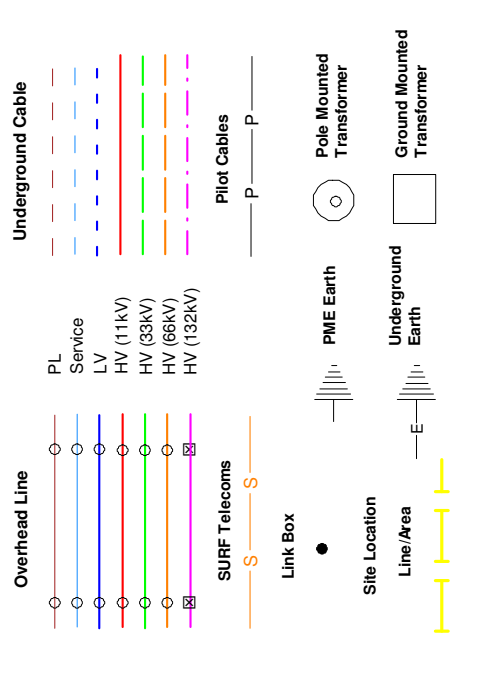 Overhead Line
Underground Cable
PL
Service
LV
HV (11kV)
HV (33kV)
HV (66kV)
HV (132kV)
SURF Telecoms
Pilot Cables
S S
P P
Link Box
PME Earth
Pole Mounted
Transformer
Site Location
Line/Area
Underground
Earth
Ground Mounted
Transformer
E